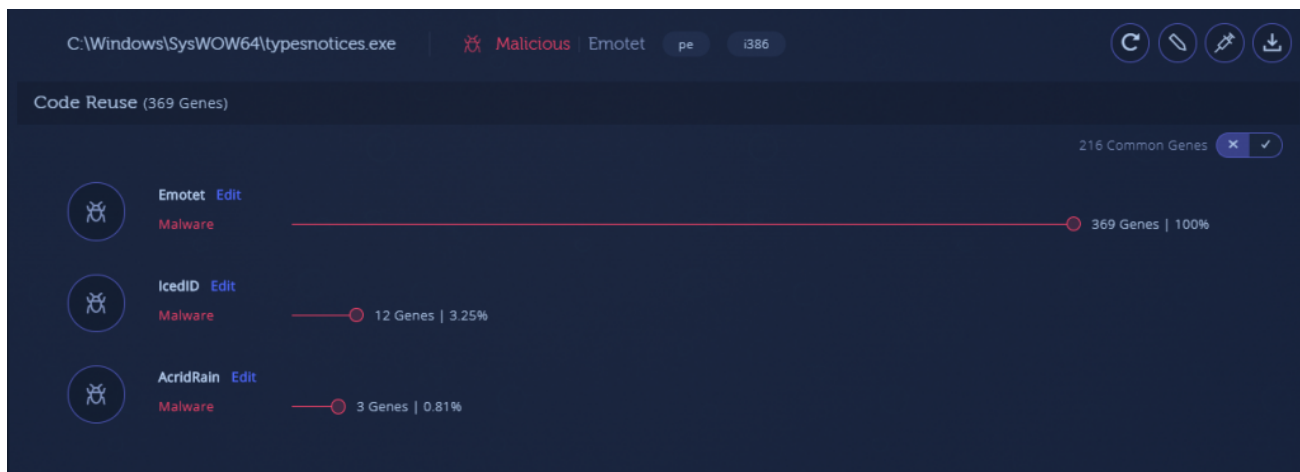 C:\Windows\SysWOW64\typesnotices.exe Malicious Emotet pe i386
Code Reuse (369 Genes)
216 Common Genes
Emotet Edit
Malware 369 Genes | 100%
IcedID Edit
Malware 12 Genes | 3.25%
AcridRain Edit
Malware 3 Genes | 0.81%